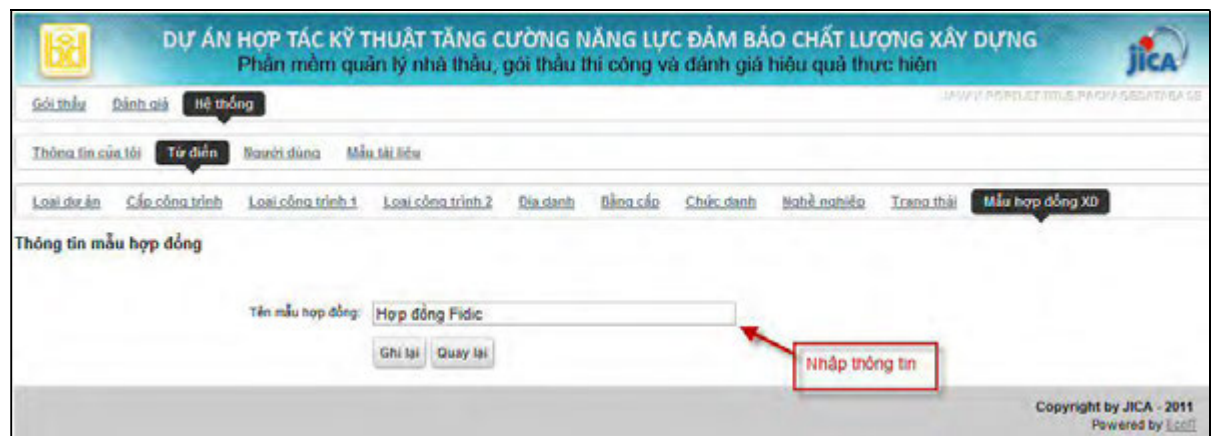 DỰ ÁN HỢP TÁC KỸ THUẬT TĂNG CƯỜNG NĂNG LỰC ĐẢM BẢO CHẤT LƯỢNG XÂY DỰNG
Phần mềm quản lý nhà thầu, gói thầu thi công và đánh giá hiệu quả thực hiện
jICA
Gói thầu Đánh giá Hệ thống
Thông tin của tôi Từ điển Người dùng Mẫu tài liệu
Loại dự án Cấp công trình Loại công trình 1 Loại công trình 2 Địa danh Bằng cấp Chức danh Nghề nghiệp Trạng thái Mẫu hợp đồng XD
Thông tin mẫu hợp đồng
Tên mẫu hợp đồng: Hợp đồng Fidic
Ghi lại Quay lại
Nhập thông tin
Copyright by JICA - 2011
Powered by